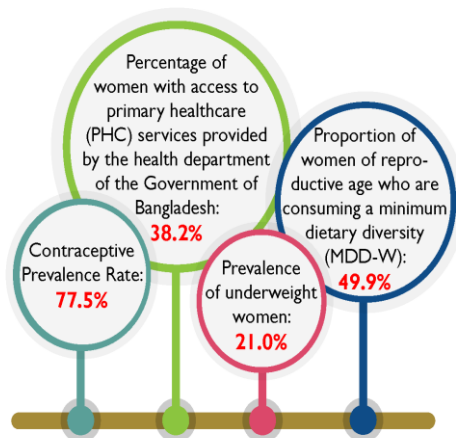 Percentage of
women with access to
primary healthcare
(PHC) services provided
by the health department
of the Government of
Bangladesh:
38.2%
Proportion of
women of repro-
ductive age who are
consuming a minimum
dietary diversity
(MDD-W):
49.9%
Contraceptive
Prevalence Rate:
77.5%
Prevalence
of underweight
women:
21.0%